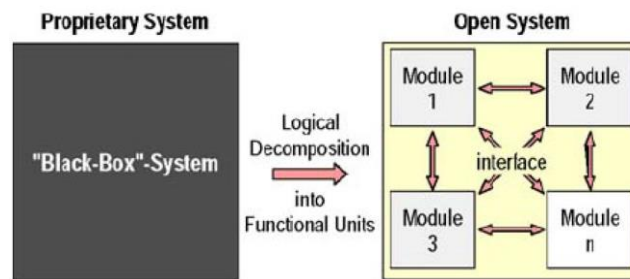 Proprietary System
"Black-Box"-System
Logical
Decomposition
into
Functional Units
Open System
Module
1
Module
2
interface
Module
3
Module
n